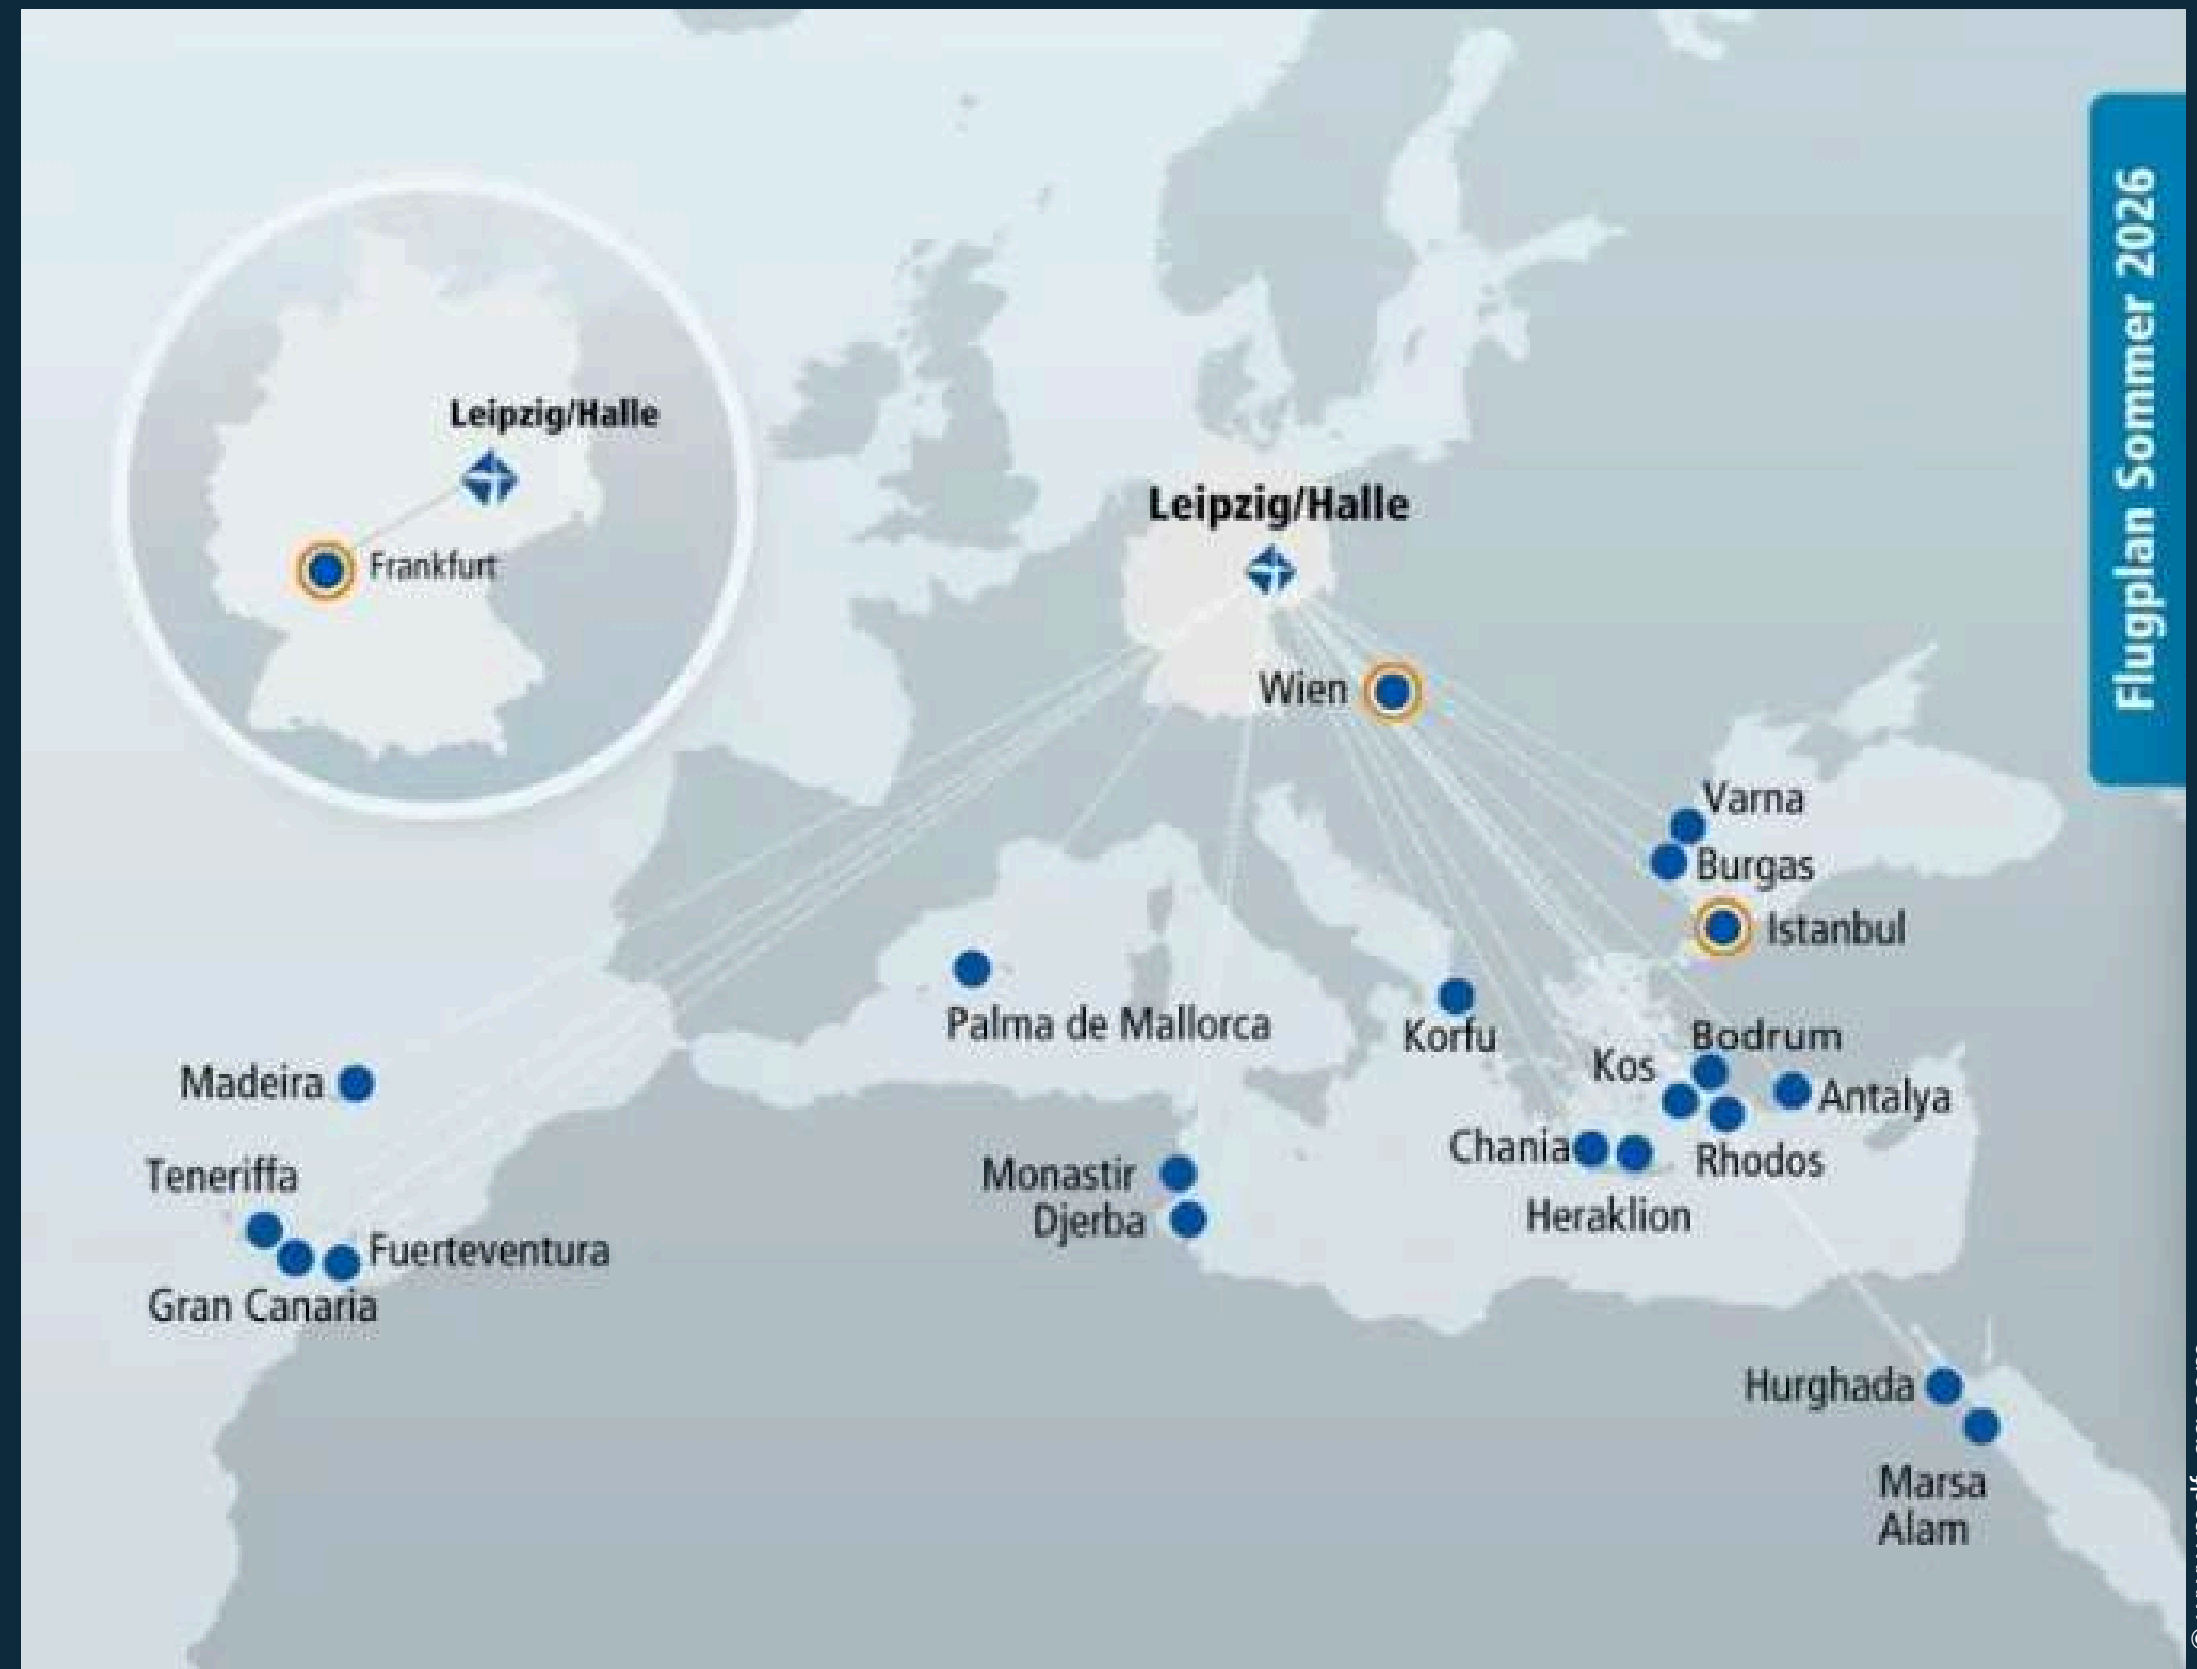 Flugplan Sommer 2026
Leipzig/Halle
Frankfurt
Leipzig/Halle
Wien
Varna
Burgas
Istanbul
Palma de Mallorca
Korfu
Bodrum
Kos
Antalya
Madeira
Chania
Rhodos
Heraklion
Monastir
Djerba
Teneriffa
Fuerteventura
Gran Canaria
Hurghada
Marsa
Alam